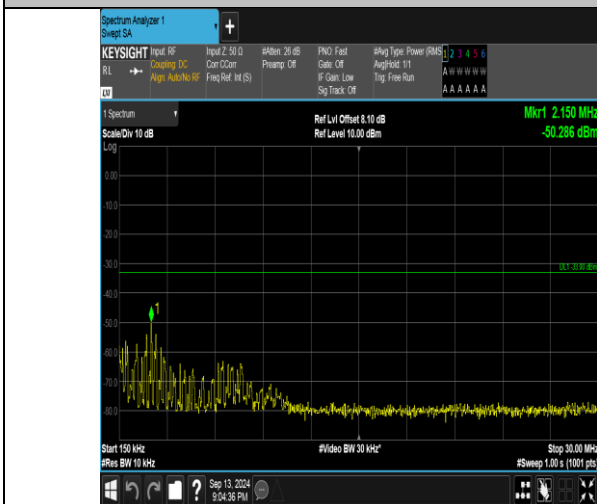 Spectrum Analyzer 1
Swept SA
+
KEYSIGHT Input: RF Input Z: 50 Ω #Atten: 26 dB PNO: Fast #Avg Type: Power (RMS 1 2 3 4 5 6
RL Coupling: DC Corr CCorr Preamp: Off Gate: Off Avg|Hold: 1/1 A W W W W W
Align: Auto/No RF Freq Ref: Int (S) IF Gain: Low Trig: Free Run
LXI Sig Track: Off A A A A A A
1 Spectrum Ref Lvl Offset 8.10 dB Mkr1 2.150 MHz
Scale/Div 10 dB Ref Level 10.00 dBm -50.286 dBm
Log
0.00
-10.0
-20.0
-30.0
DL1 -33.00 dBm
-40.0
1
-50.0
-60.0
-70.0
-80.0
Start 150 kHz #Video BW 30 kHz* Stop 30.00 MHz
#Res BW 10 kHz #Sweep 1.00 s (1001 pts)
? Sep 13, 2024
9:04:36 PM